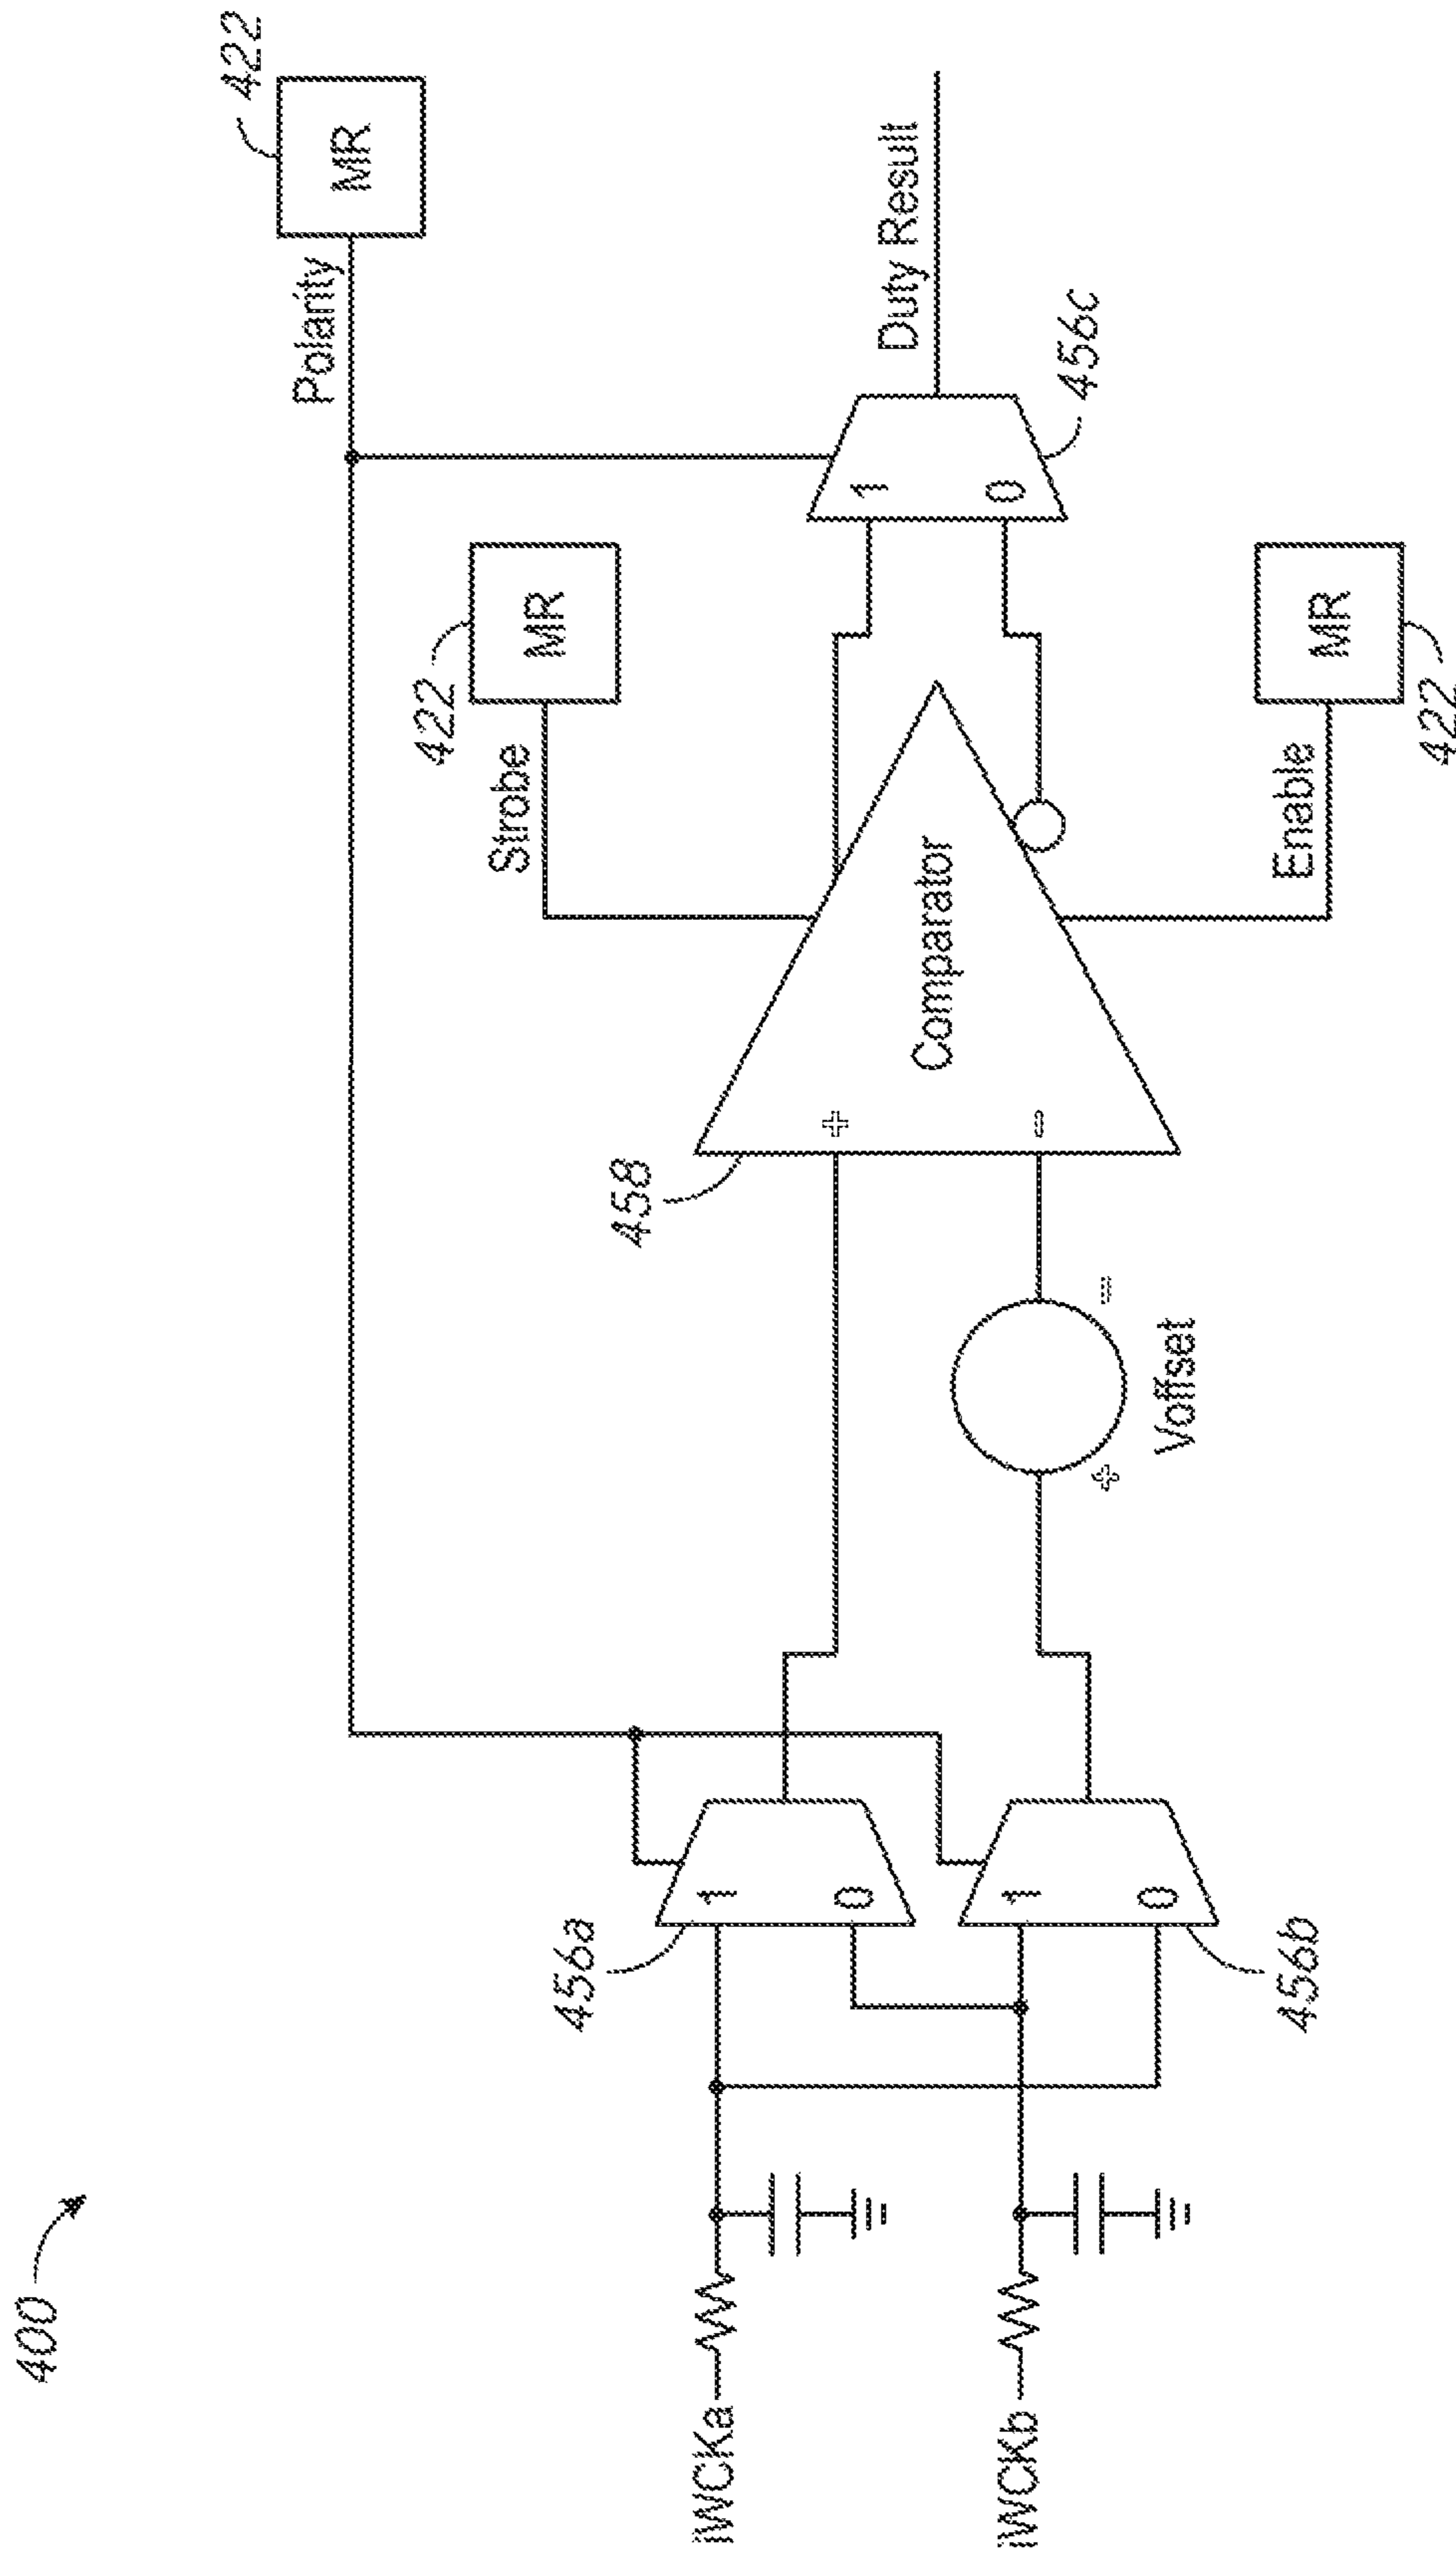 400
422
MR
Polarity
422
MR
Strobe
Duty Result
458
Comparator
+
-
1
0
456c
iWCKa
456a
1
0
iWCKb
1
0
456b
+
-
Voffset
Enable
MR
422